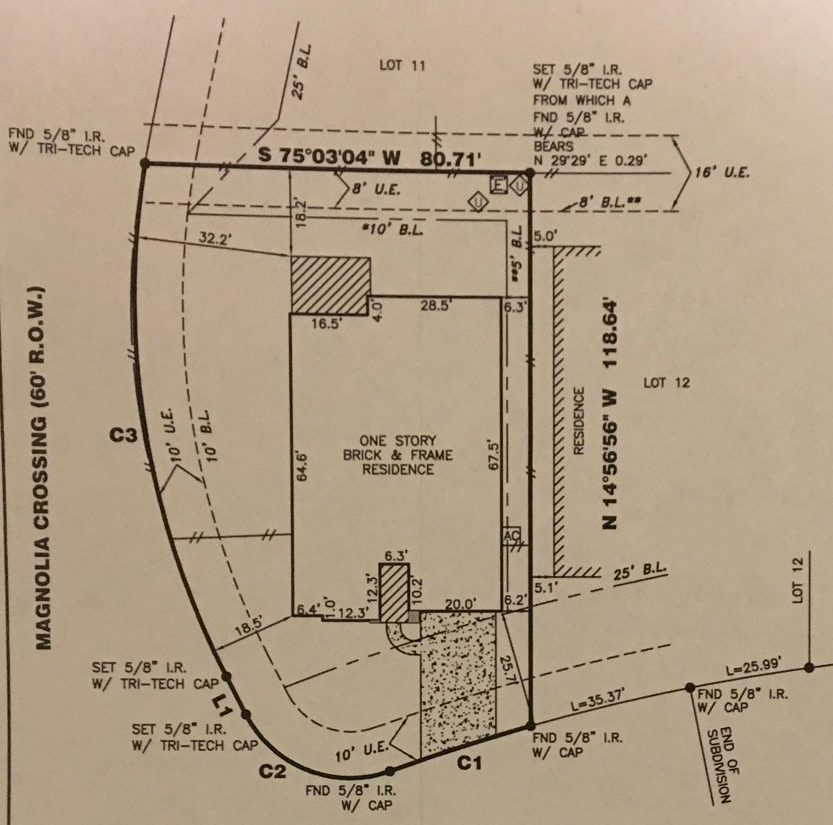 LOT 11
25' B.L.
SET 5/8" I.R.
W/ TRI-TECH CAP
FROM WHICH A
FND 5/8" I.R.
W/ CAP
BEARS
N 29°29' E 0.29'
FND 5/8" I.R.
W/ TRI-TECH CAP
S 75°03'04" W 80.71'
16' U.E.
8' U.E.
E
U
U
8' B.L.**
18.2'
*10' B.L.
**5' B.L.
5.0'
32.2'
16.5'
4.0'
28.5'
6.3'
MAGNOLIA CROSSING (60' R.O.W.)
C3
10' U.E.
10' B.L.
64.6'
ONE STORY
BRICK & FRAME
RESIDENCE
67.5'
RESIDENCE
N 14°56'56" W 118.64'
LOT 12
AC
6.3'
12.3'
10.2'
25' B.L.
5.1'
LOT 12
6.4'
1.0'
12.3'
20.0'
6.2'
18.5'
25.7'
SET 5/8" I.R.
W/ TRI-TECH CAP
L1
SET 5/8" I.R.
W/ TRI-TECH CAP
L=25.99'
L=35.37'
FND 5/8" I.R.
W/ CAP
END OF
SUBDIVISION
FND 5/8" I.R.
W/ CAP
10' U.E.
C1
C2
FND 5/8" I.R.
W/ CAP